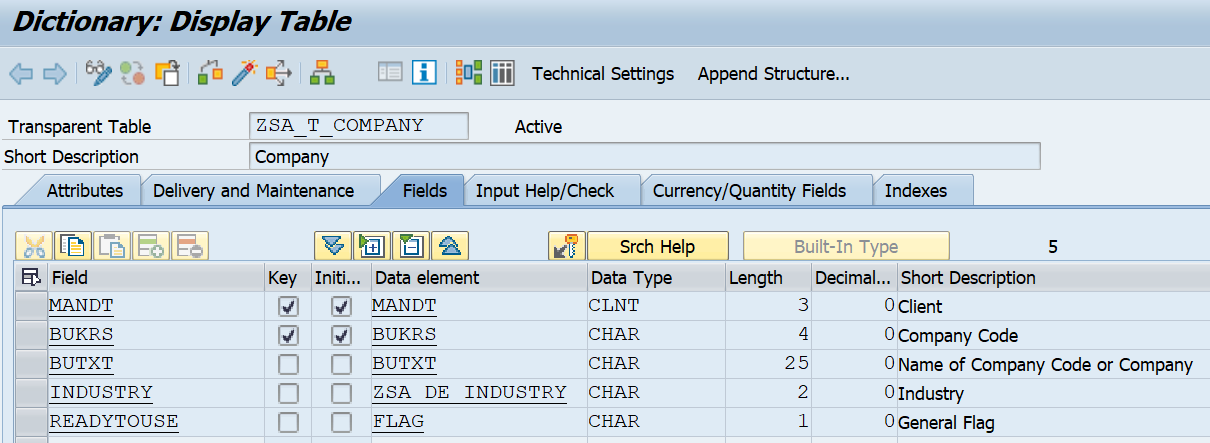 Dictionary: Display Table
Technical Settings Append Structure...
Transparent Table ZSA_T_COMPANY Active
Short Description Company
Attributes Delivery and Maintenance Fields Input Help/Check Currency/Quantity Fields Indexes
Srch Help Built-In Type 5
Field Key Initi... Data element Data Type Length Decimal... Short Description
MANDT MANDT CLNT 3 0 Client
BUKRS BUKRS CHAR 4 0 Company Code
BUTXT BUTXT CHAR 25 0 Name of Company Code or Company
INDUSTRY ZSA_DE_INDUSTRY CHAR 2 0 Industry
READYTOUSE FLAG CHAR 1 0 General Flag